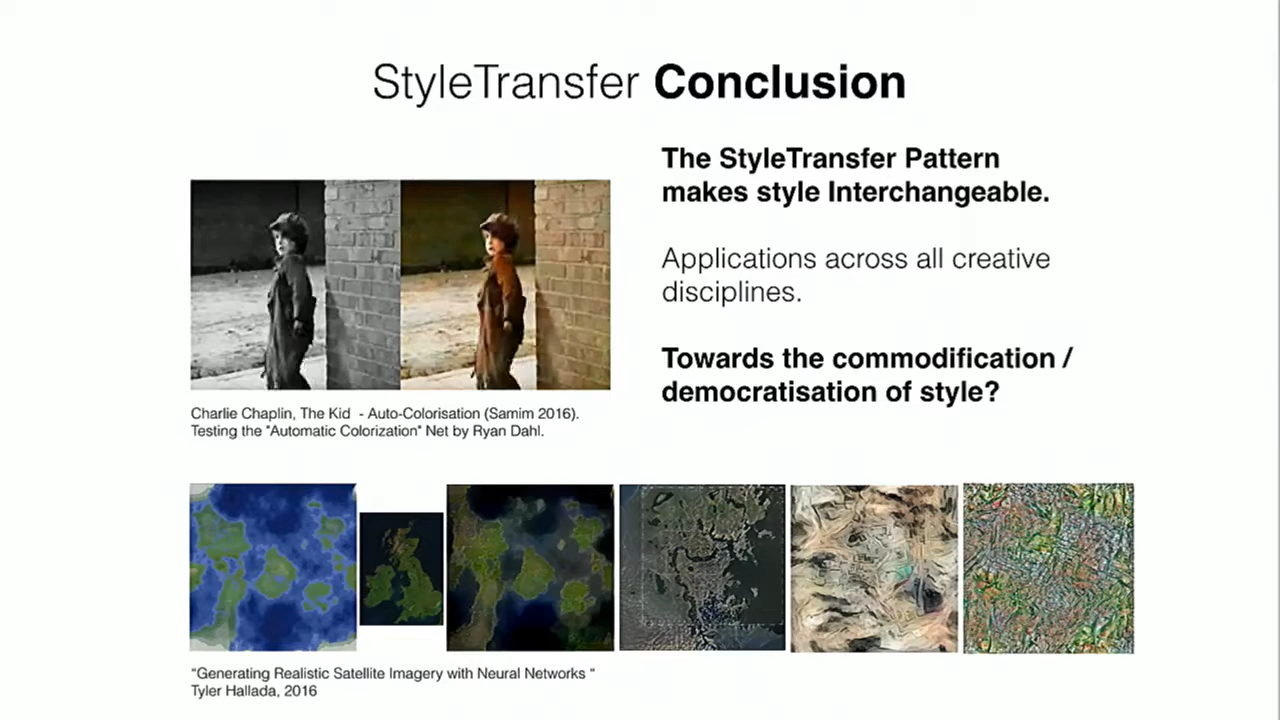 StyleTransfer Conclusion
The StyleTransfer Pattern
makes style Interchangeable.
Applications across all creative
disciplines.
Towards the commodification /
democratisation of style?
Charlie Chaplin, The Kid  - Auto-Colorisation (Samim 2016).
Testing the "Automatic Colorization" Net by Ryan Dahl.
"Generating Realistic Satellite Imagery with Neural Networks "
Tyler Hallada, 2016